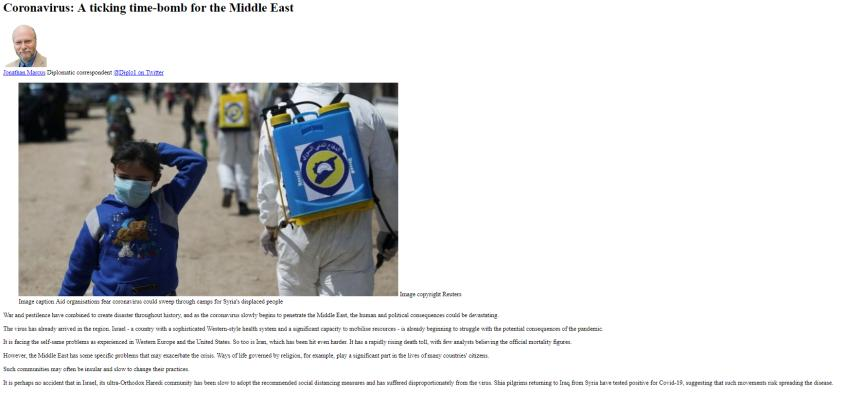 Coronavirus: A ticking time-bomb for the Middle East
Jonathan Marcus Diplomatic correspondent @Diplo1 on Twitter
Image copyright Reuters
Image caption Aid organisations fear coronavirus could sweep through camps for Syria's displaced people
War and pestilence have combined to create disaster throughout history, and as the coronavirus slowly begins to penetrate the Middle East, the human and political consequences could be devastating.
The virus has already arrived in the region. Israel - a country with a sophisticated Western-style health system and a significant capacity to mobilise resources - is already beginning to struggle with the potential consequences of the pandemic.
It is facing the self-same problems as experienced in Western Europe and the United States. So too is Iran, which has been hit even harder. It has a rapidly rising death toll, with few analysts believing the official mortality figures.
However, the Middle East has some specific problems that may exacerbate the crisis. Ways of life governed by religion, for example, play a significant part in the lives of many countries' citizens.
Such communities may often be insular and slow to change their practices.
It is perhaps no accident that in Israel, its ultra-Orthodox Haredi community has been slow to adopt the recommended social distancing measures and has suffered disproportionately from the virus. Shia pilgrims returning to Iraq from Syria have tested positive for Covid-19, suggesting that such movements risk spreading the disease.